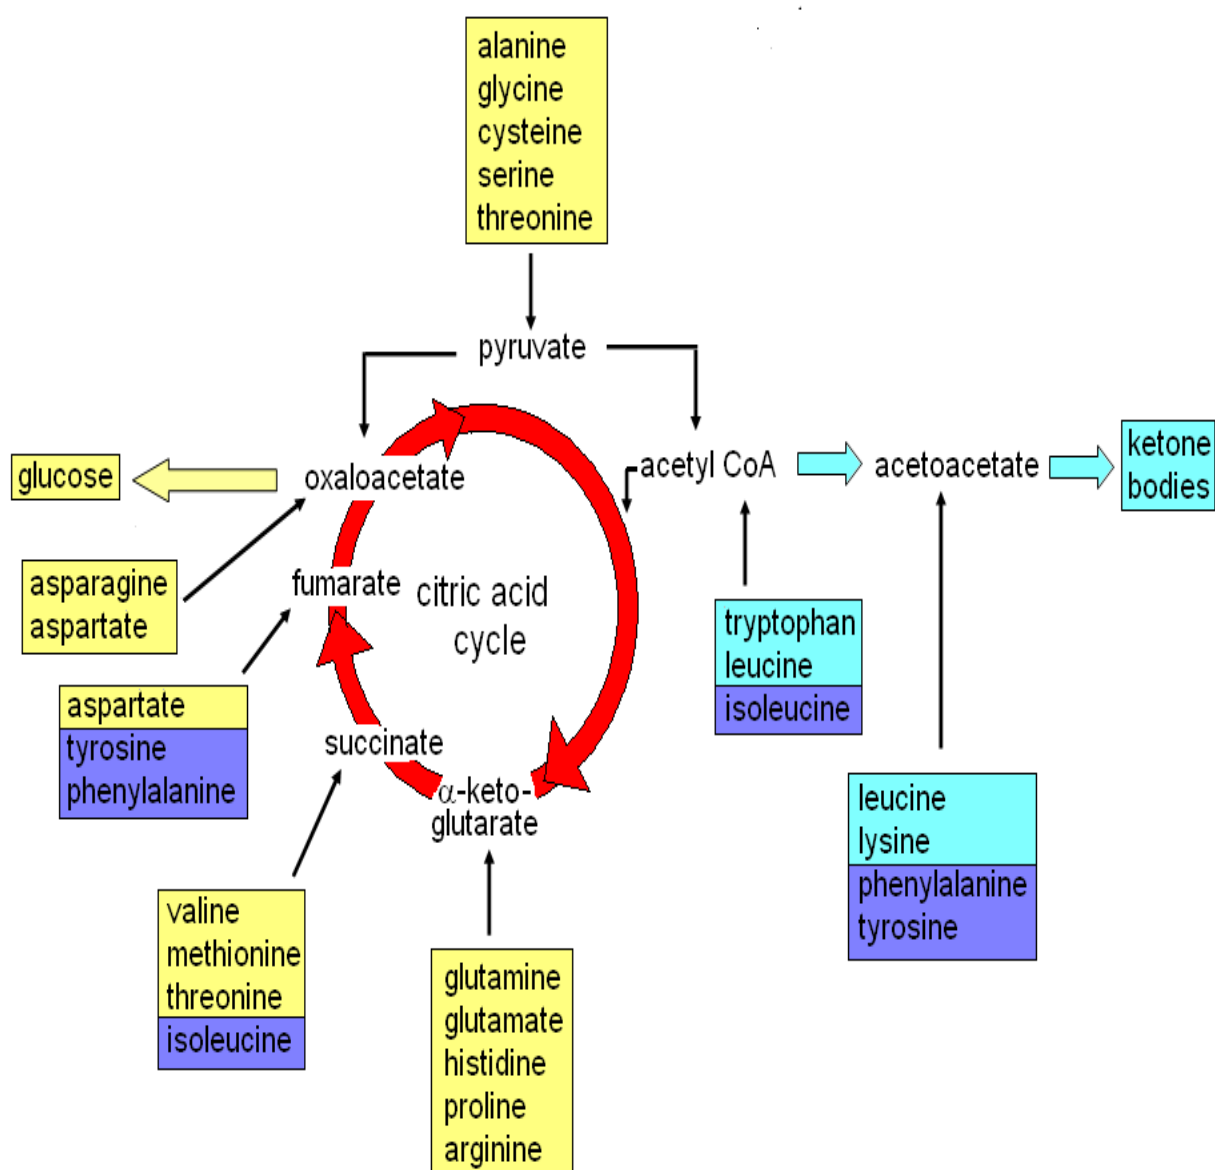 alanine
glycine
cysteine
serine
threonine
pyruvate
glucose
oxaloacetate
acetyl CoA
acetoacetate
ketone
bodies
asparagine
aspartate
fumarate
citric acid
cycle
tryptophan
leucine
isoleucine
aspartate
tyrosine
phenylalanine
succinate
α-keto-
glutarate
leucine
lysine
phenylalanine
tyrosine
valine
methionine
threonine
isoleucine
glutamine
glutamate
histidine
proline
arginine